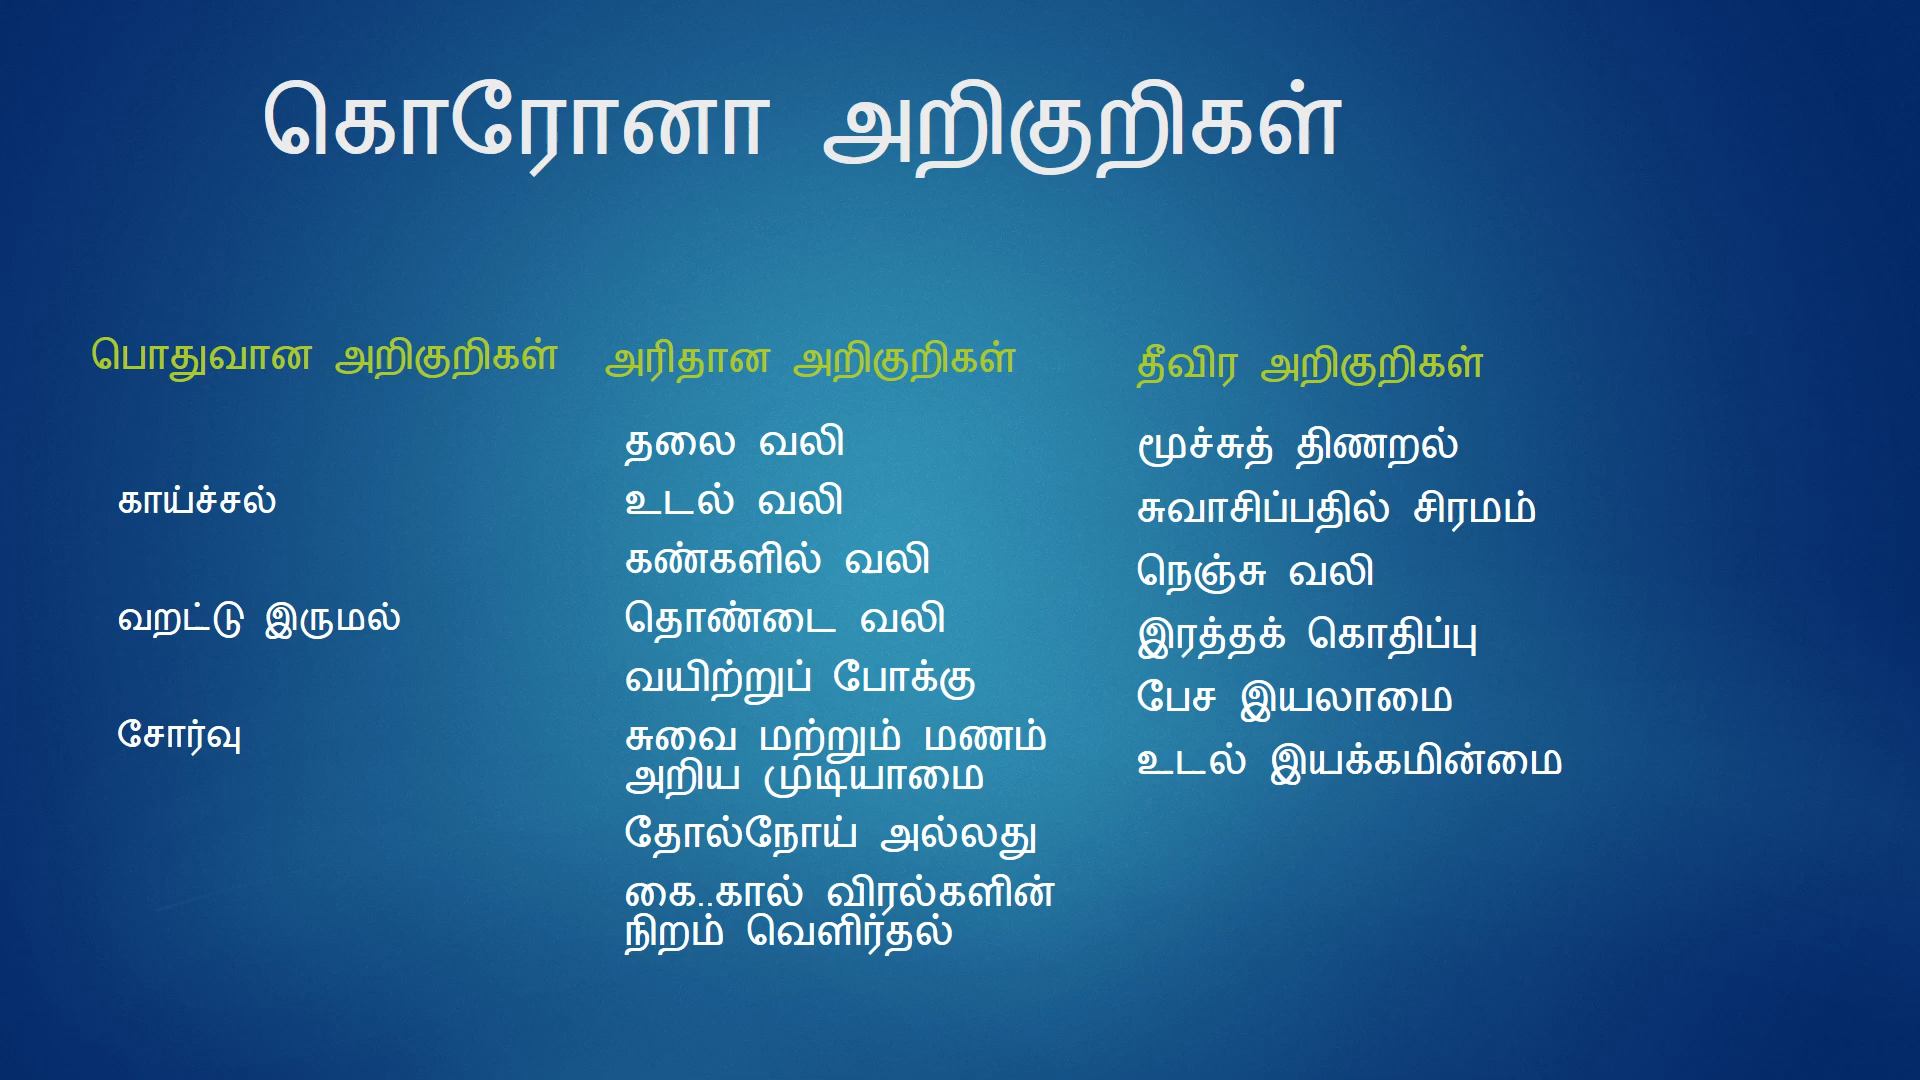 கொரோனா அறிகுறிகள்
பொதுவான அறிகுறிகள்
காய்ச்சல்
வறட்டு இருமல்
சோர்வு
அரிதான அறிகுறிகள்
தலை வலி
உடல் வலி
கண்களில் வலி
தொண்டை வலி
வயிற்றுப் போக்கு
சுவை மற்றும் மணம்
அறிய முடியாமை
தோல்நோய் அல்லது
கை..கால் விரல்களின்
நிறம் வெளிர்தல்
தீவிர அறிகுறிகள்
மூச்சுத் திணறல்
சுவாசிப்பதில் சிரமம்
நெஞ்சு வலி
இரத்தக் கொதிப்பு
பேச இயலாமை
உடல் இயக்கமின்மை